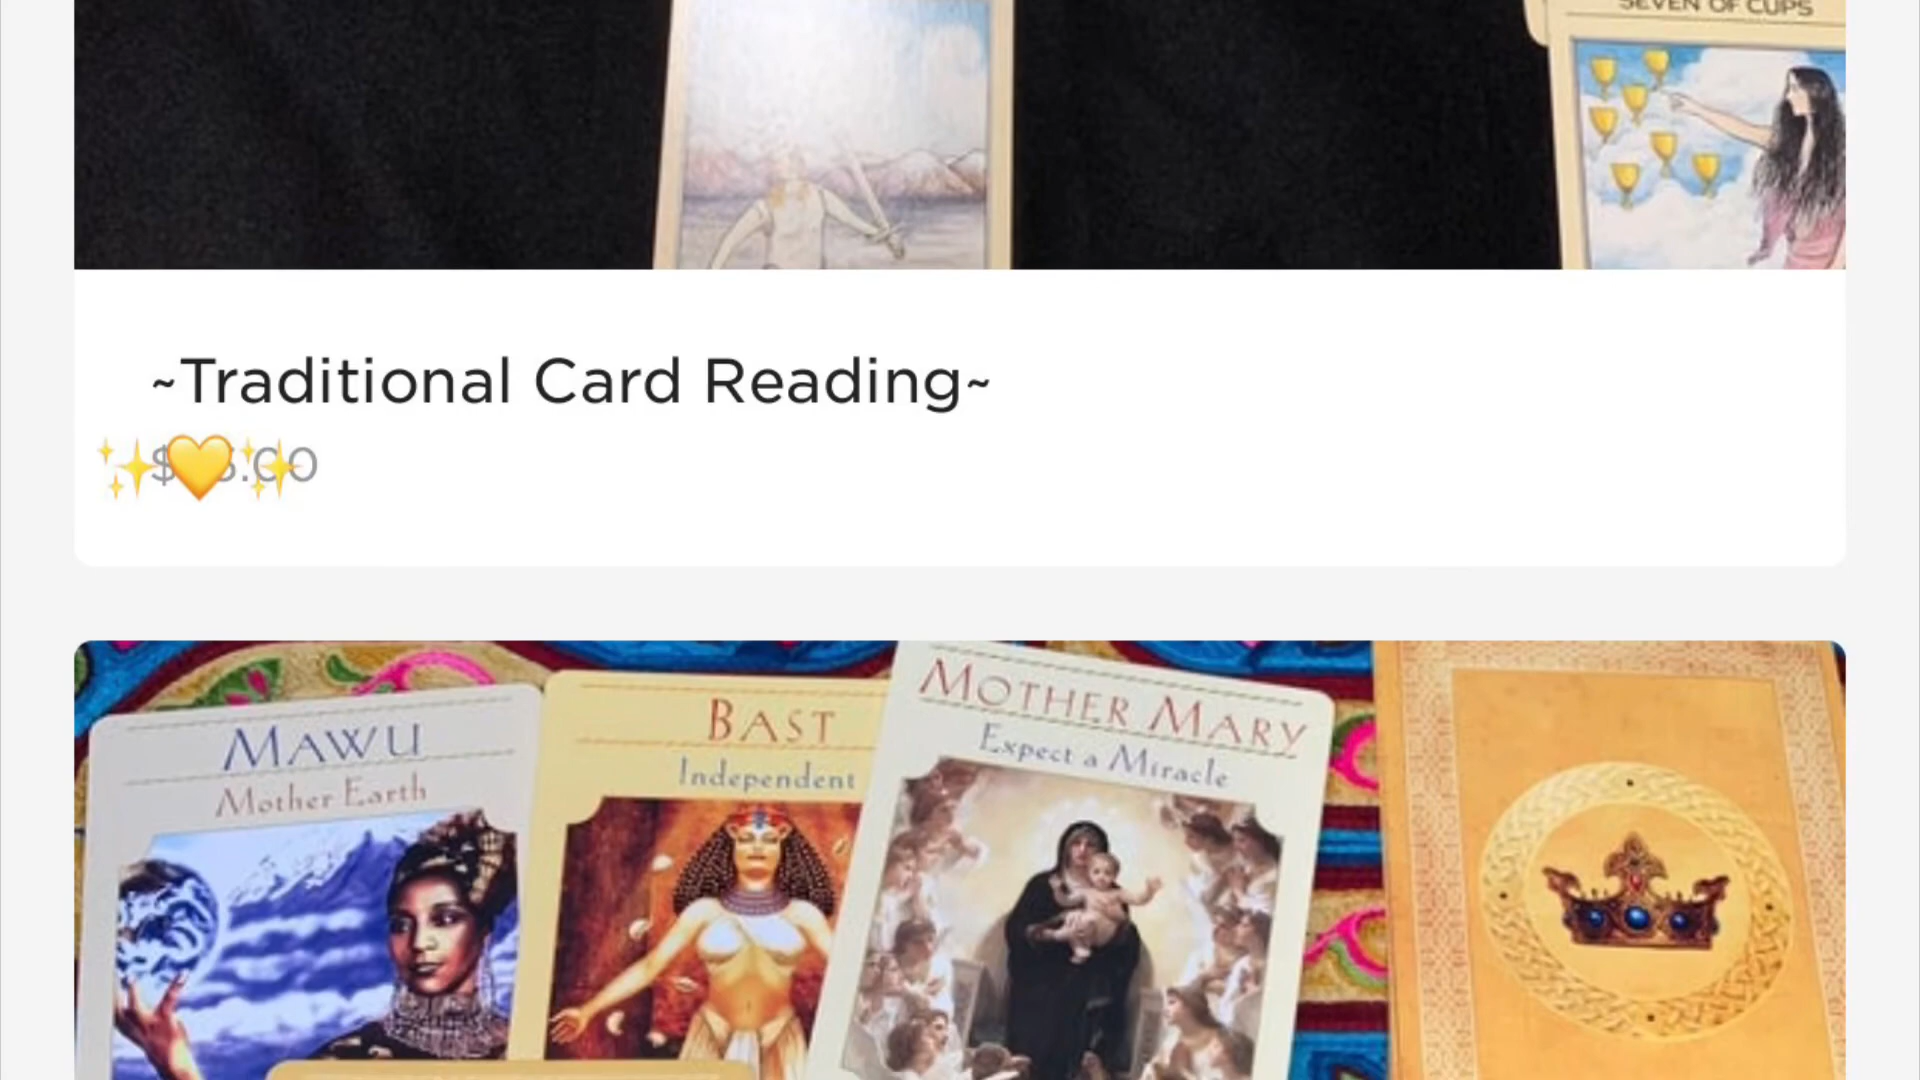 SEVEN OF CUPS
~Traditional Card Reading~
MAWU
Mother Earth
BAST
Independent
MOTHER MARY
Expect a Miracle